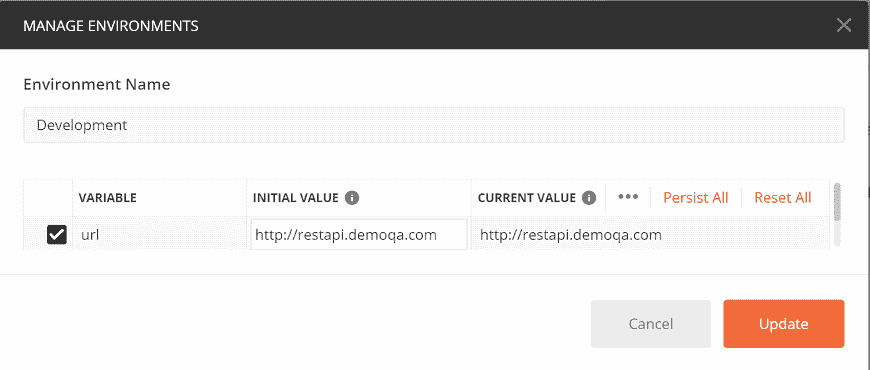 MANAGE ENVIRONMENTS
Environment Name
Development
VARIABLE INITIAL VALUE CURRENT VALUE Persist All Reset All
url http://restapi.demoqa.com http://restapi.demoqa.com
Cancel Update